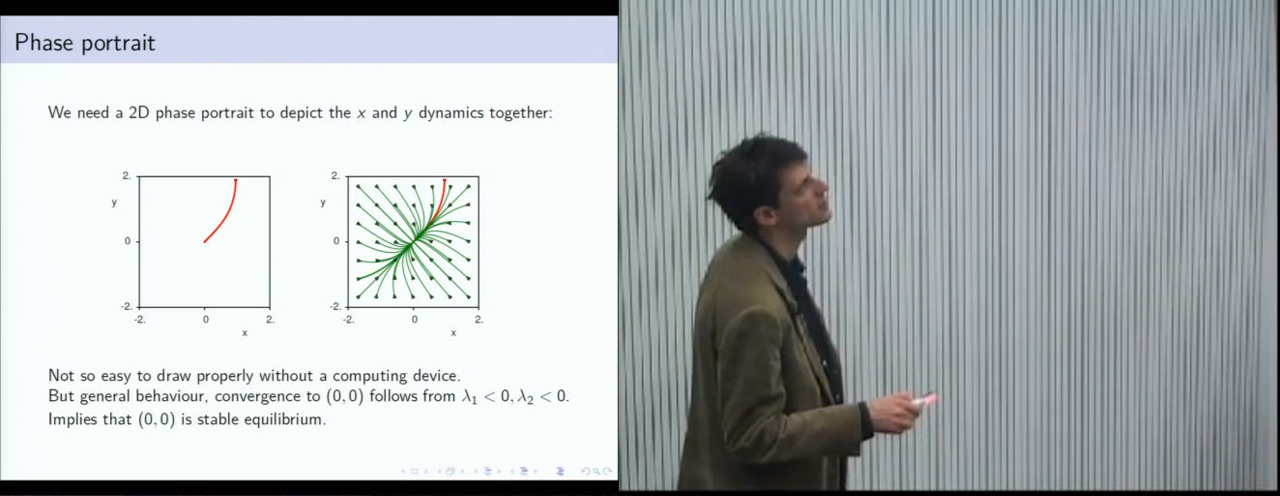 Phase portrait
We need a 2D phase portrait to depict the x and y dynamics together:
2. 2.
y y
0 0
-2. -2.
-2. 0 2. -2. 0 2.
x x
Not so easy to draw properly without a computing device.
But general behaviour, convergence to (0, 0) follows from λ₁ < 0, λ₂ < 0.
Implies that (0, 0) is stable equilibrium.